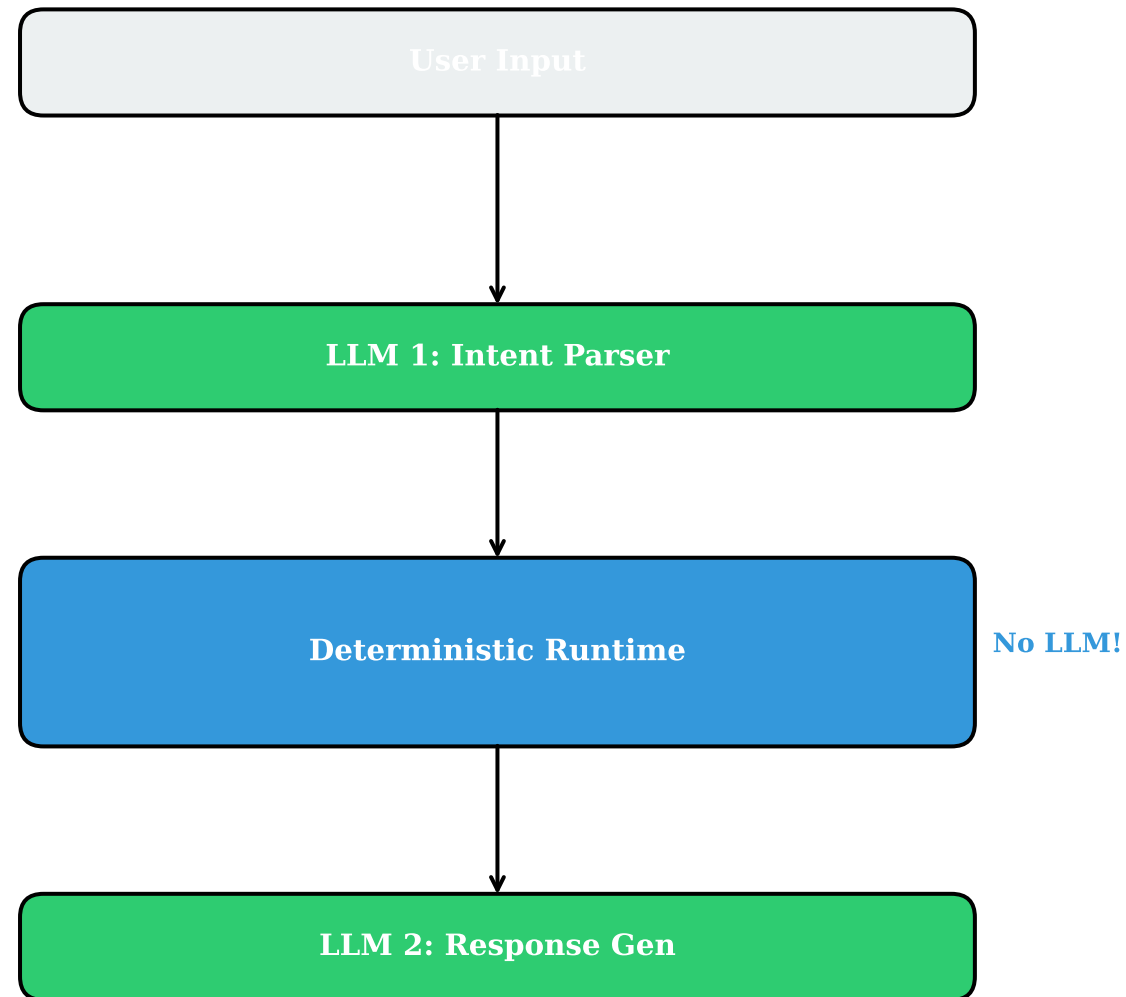 User Input
LLM 1: Intent Parser
Deterministic Runtime
No LLM!
LLM 2: Response Gen